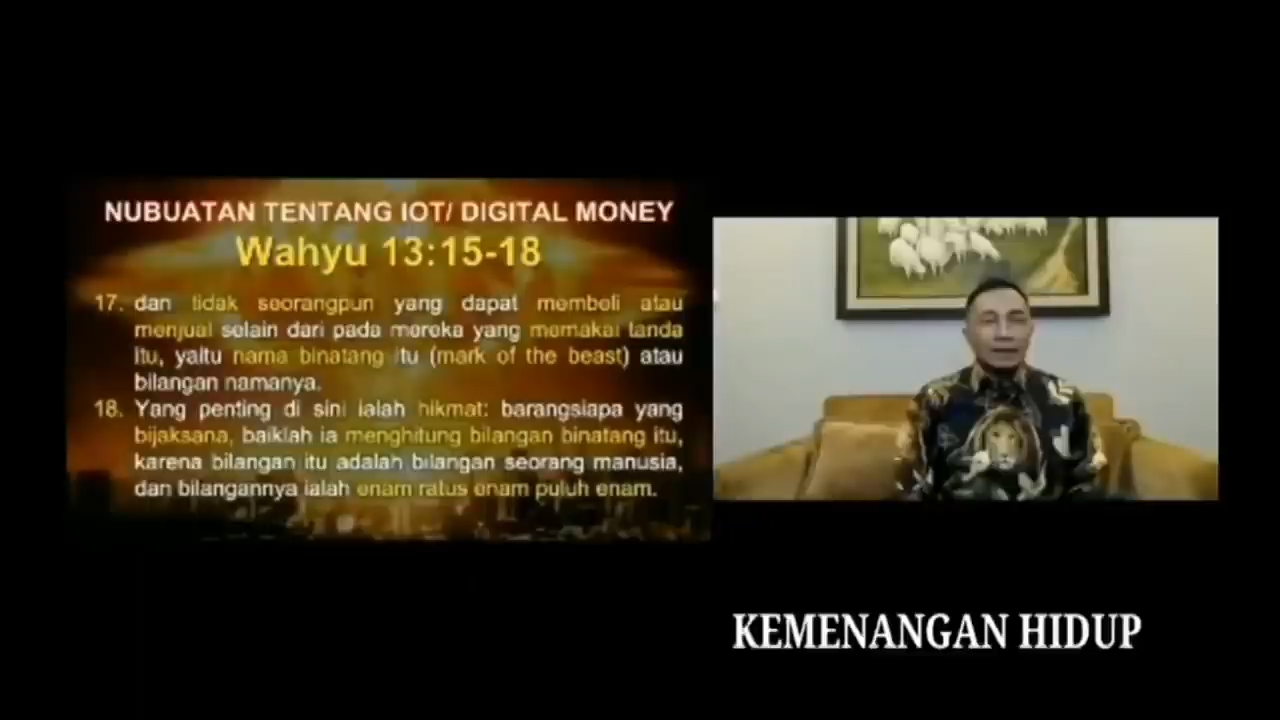 NUBUATAN TENTANG IOT/ DIGITAL MONEY
Wahyu 13:15-18
17. dan tidak seorangpun yang dapat membeli atau
menjual selain dari pada mereka yang memakai tanda
itu, yaitu nama binatang itu (mark of the beast) atau
bilangan namanya.
18. Yang penting di sini ialah hikmat: barangsiapa yang
bijaksana, baiklah ia menghitung bilangan binatang itu,
karena bilangan itu adalah bilangan seorang manusia,
dan bilangannya ialah enam ratus enam puluh enam.
KEMENANGAN HIDUP